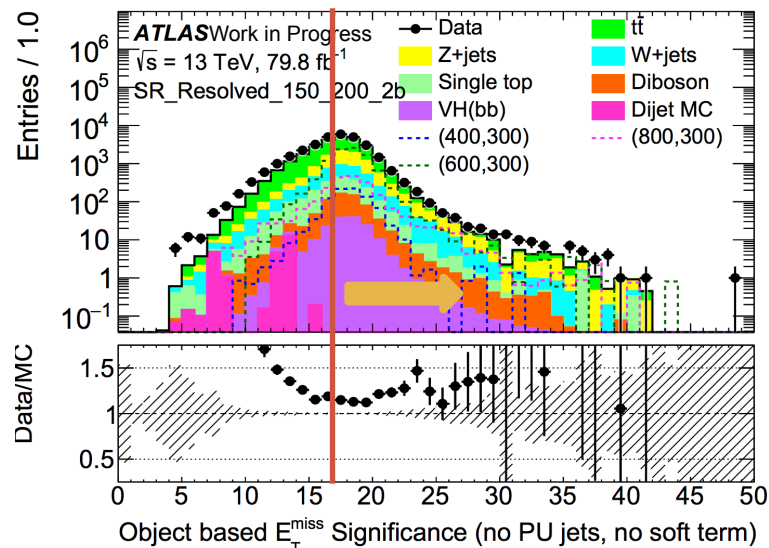 ATLAS Work in Progress
√s = 13 TeV, 79.8 fb⁻¹
SR_Resolved_150_200_2b
Data
Z+jets
Single top
VH(bb)
(400,300)
(600,300)
tt̄
W+jets
Diboson
Dijet MC
(800,300)
Entries / 1.0
10⁶
10⁵
10⁴
10³
10²
10
1
10⁻¹
Data/MC
1.5
1
0.5
0 5 10 15 20 25 30 35 40 45 50
Object based E_T^miss Significance (no PU jets, no soft term)